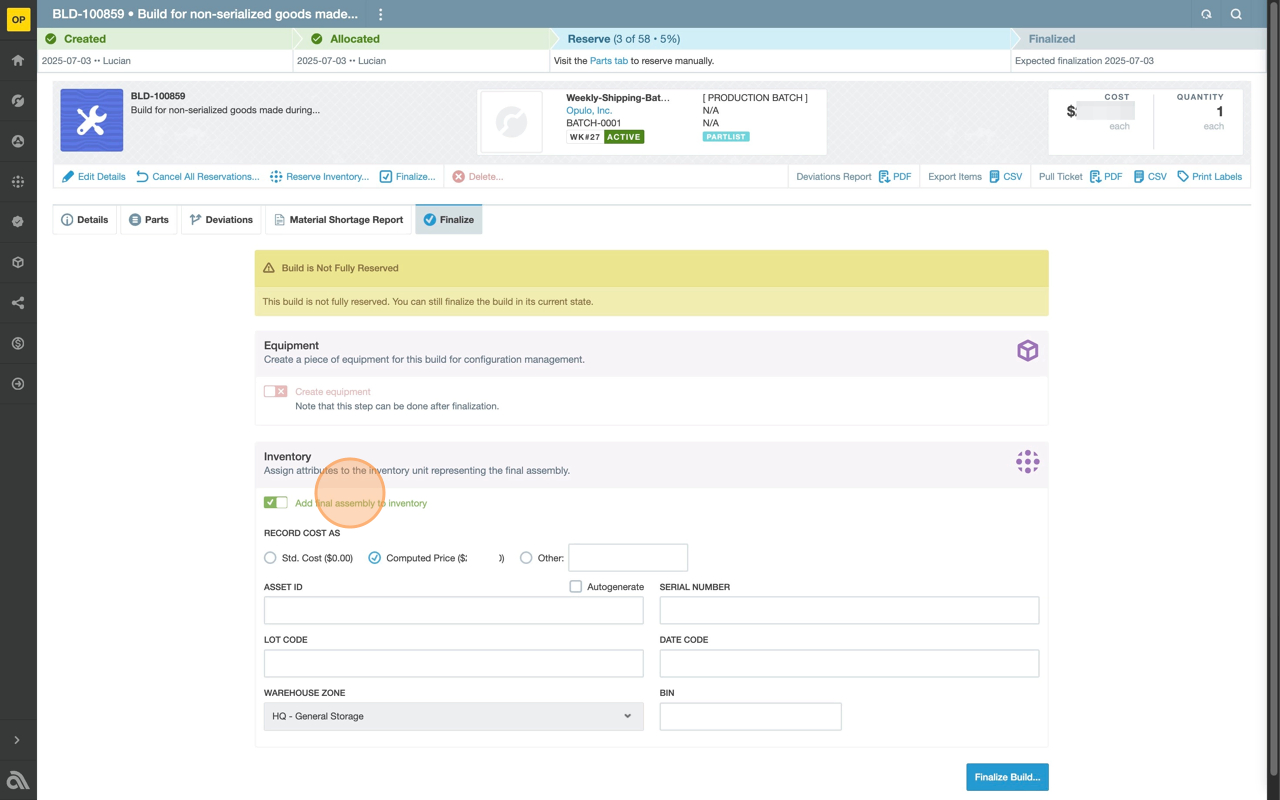 OP
BLD-100859 • Build for non-serialized goods made...
Created
Allocated
Reserve (3 of 58 • 5%)
Finalized
2025-07-03 •• Lucian
2025-07-03 •• Lucian
Visit the Parts tab to reserve manually.
Expected finalization 2025-07-03
BLD-100859
Build for non-serialized goods made during...
Weekly-Shipping-Bat...
Opulo, Inc.
BATCH-0001
WK#27 ACTIVE
[ PRODUCTION BATCH ]
N/A
N/A
PARTLIST
COST
$
each
QUANTITY
1
each
Edit Details
Cancel All Reservations...
Reserve Inventory...
Finalize...
Delete...
Deviations Report PDF
Export Items CSV
Pull Ticket PDF CSV Print Labels
Details
Parts
Deviations
Material Shortage Report
Finalize
Build is Not Fully Reserved
This build is not fully reserved. You can still finalize the build in its current state.
Equipment
Create a piece of equipment for this build for configuration management.
Create equipment
Note that this step can be done after finalization.
Inventory
Assign attributes to the inventory unit representing the final assembly.
Add final assembly to inventory
RECORD COST AS
Std. Cost ($0.00) Computed Price ($ ) Other:
ASSET ID
Autogenerate
SERIAL NUMBER
LOT CODE
DATE CODE
WAREHOUSE ZONE
BIN
HQ - General Storage
Finalize Build...